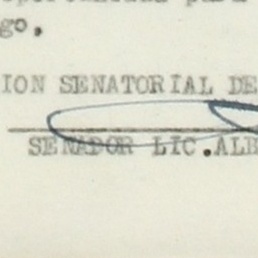 go.
ION SENATORIAL DE
SENADOR LIC. ALB